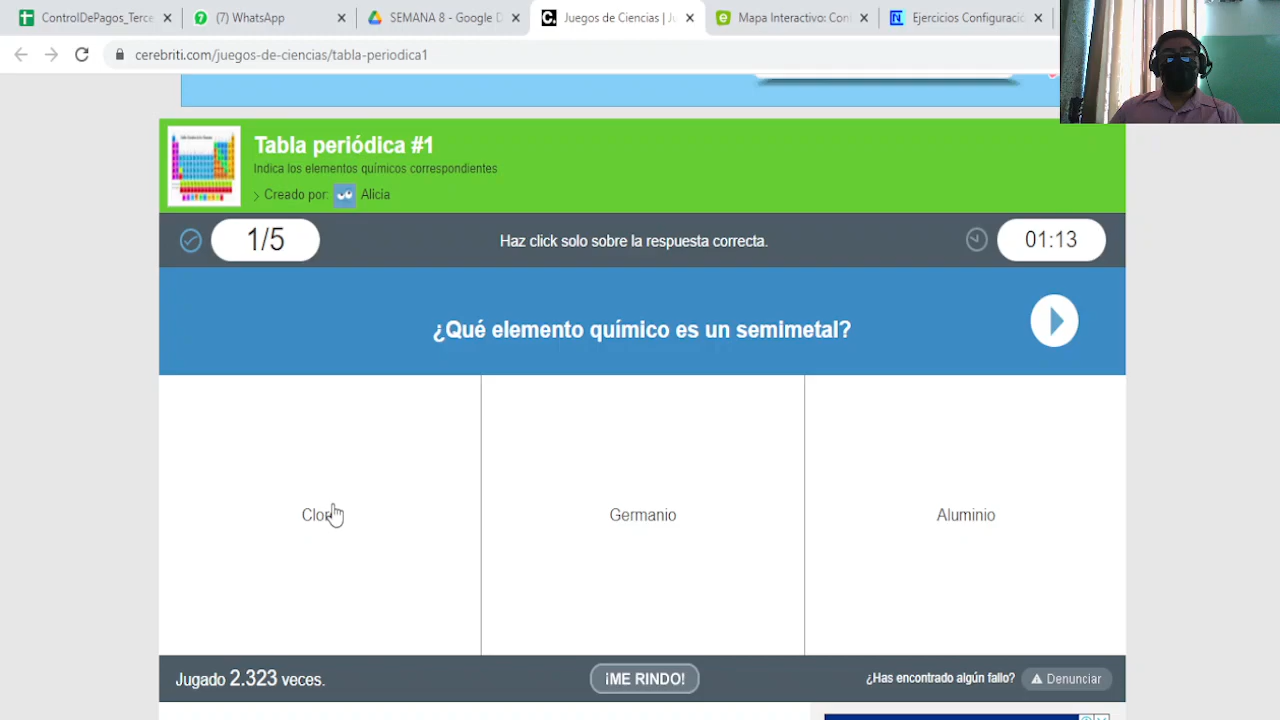 ControlDePagos_Terce
(7) WhatsApp
SEMANA 8 - Google D
Juegos de Ciencias | Ju
Mapa Interactivo: Con
Ejercicios Configuració
cerebriti.com/juegos-de-ciencias/tabla-periodica1
Tabla periódica #1
Indica los elementos químicos correspondientes
Creado por: Alicia
1/5
Haz click solo sobre la respuesta correcta.
01:13
¿Qué elemento químico es un semimetal?
Clor
Germanio
Aluminio
Jugado 2.323 veces.
¡ME RINDO!
¿Has encontrado algún fallo?
Denunciar